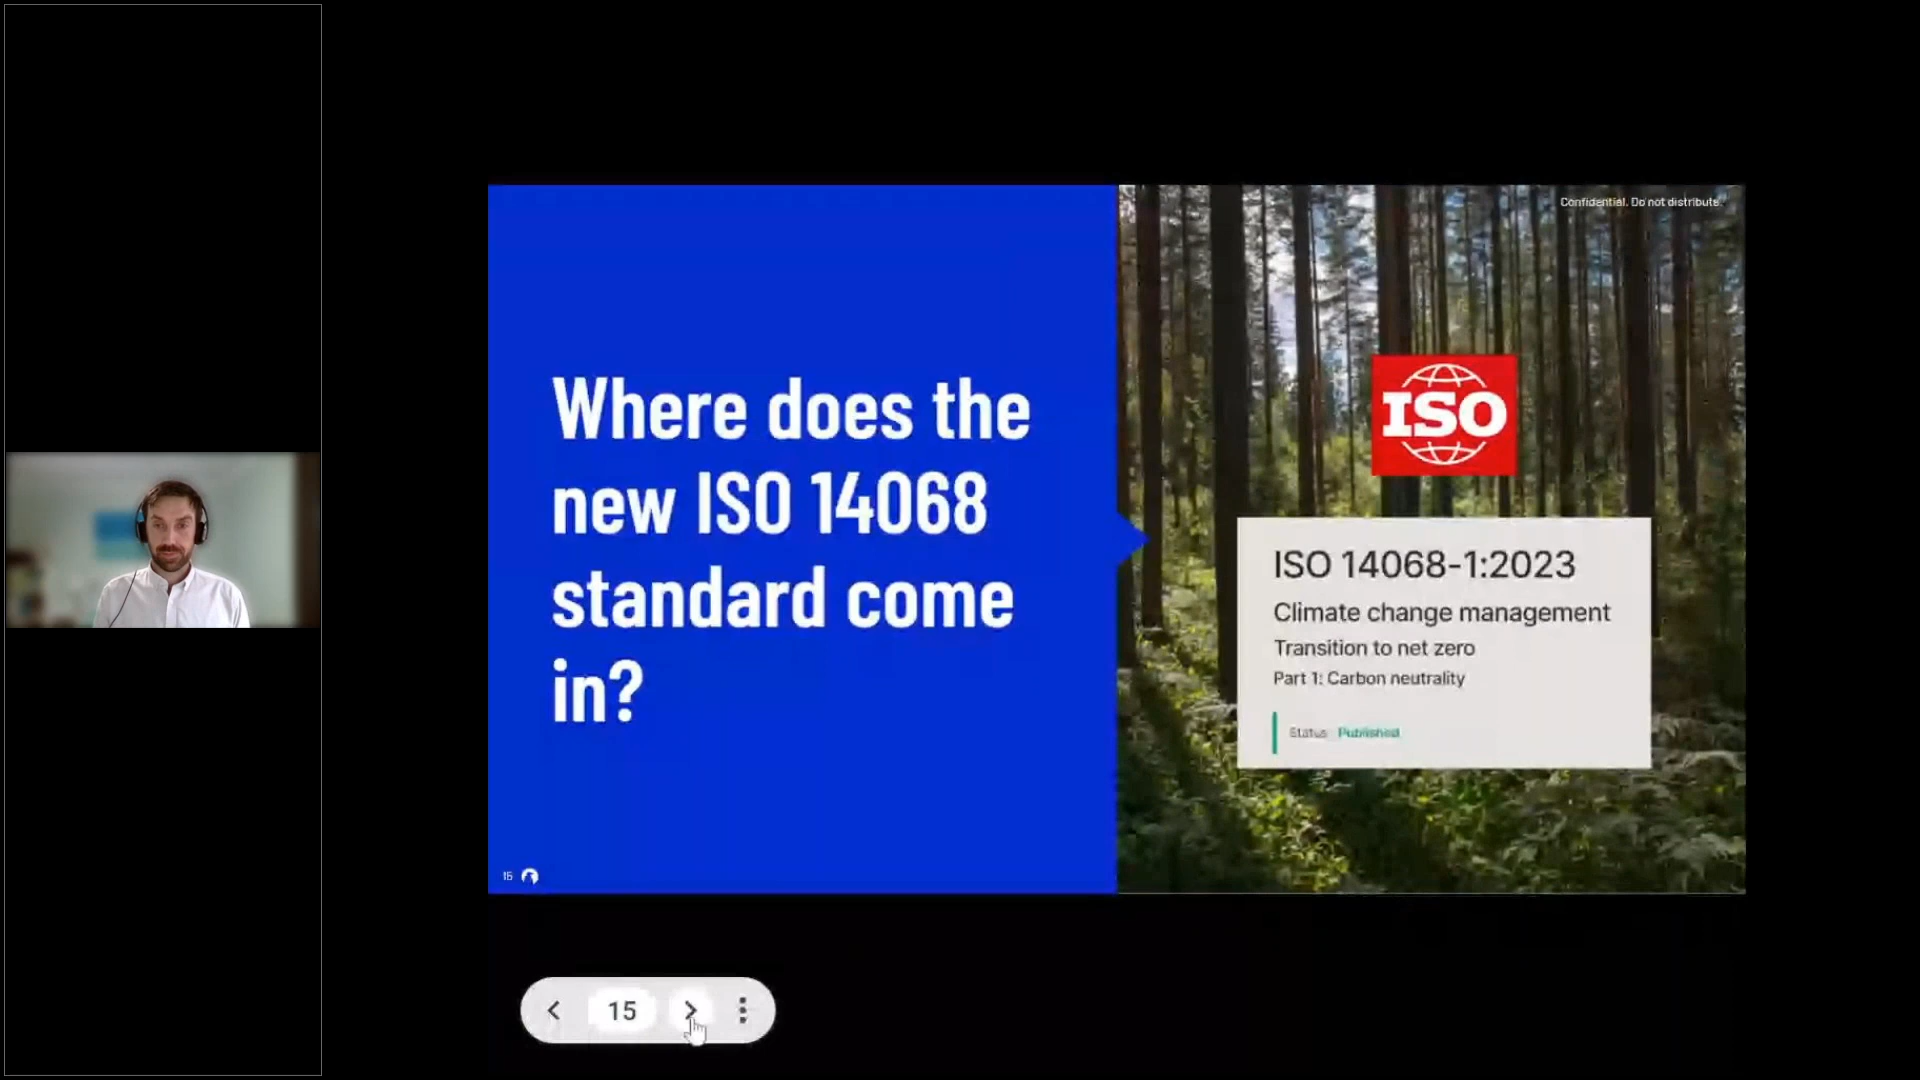 Confidential. Do not distribute.
Where does the
new ISO 14068
standard come
in?
ISO
ISO 14068-1:2023
Climate change management
Transition to net zero
Part 1: Carbon neutrality
Status Published
15
15